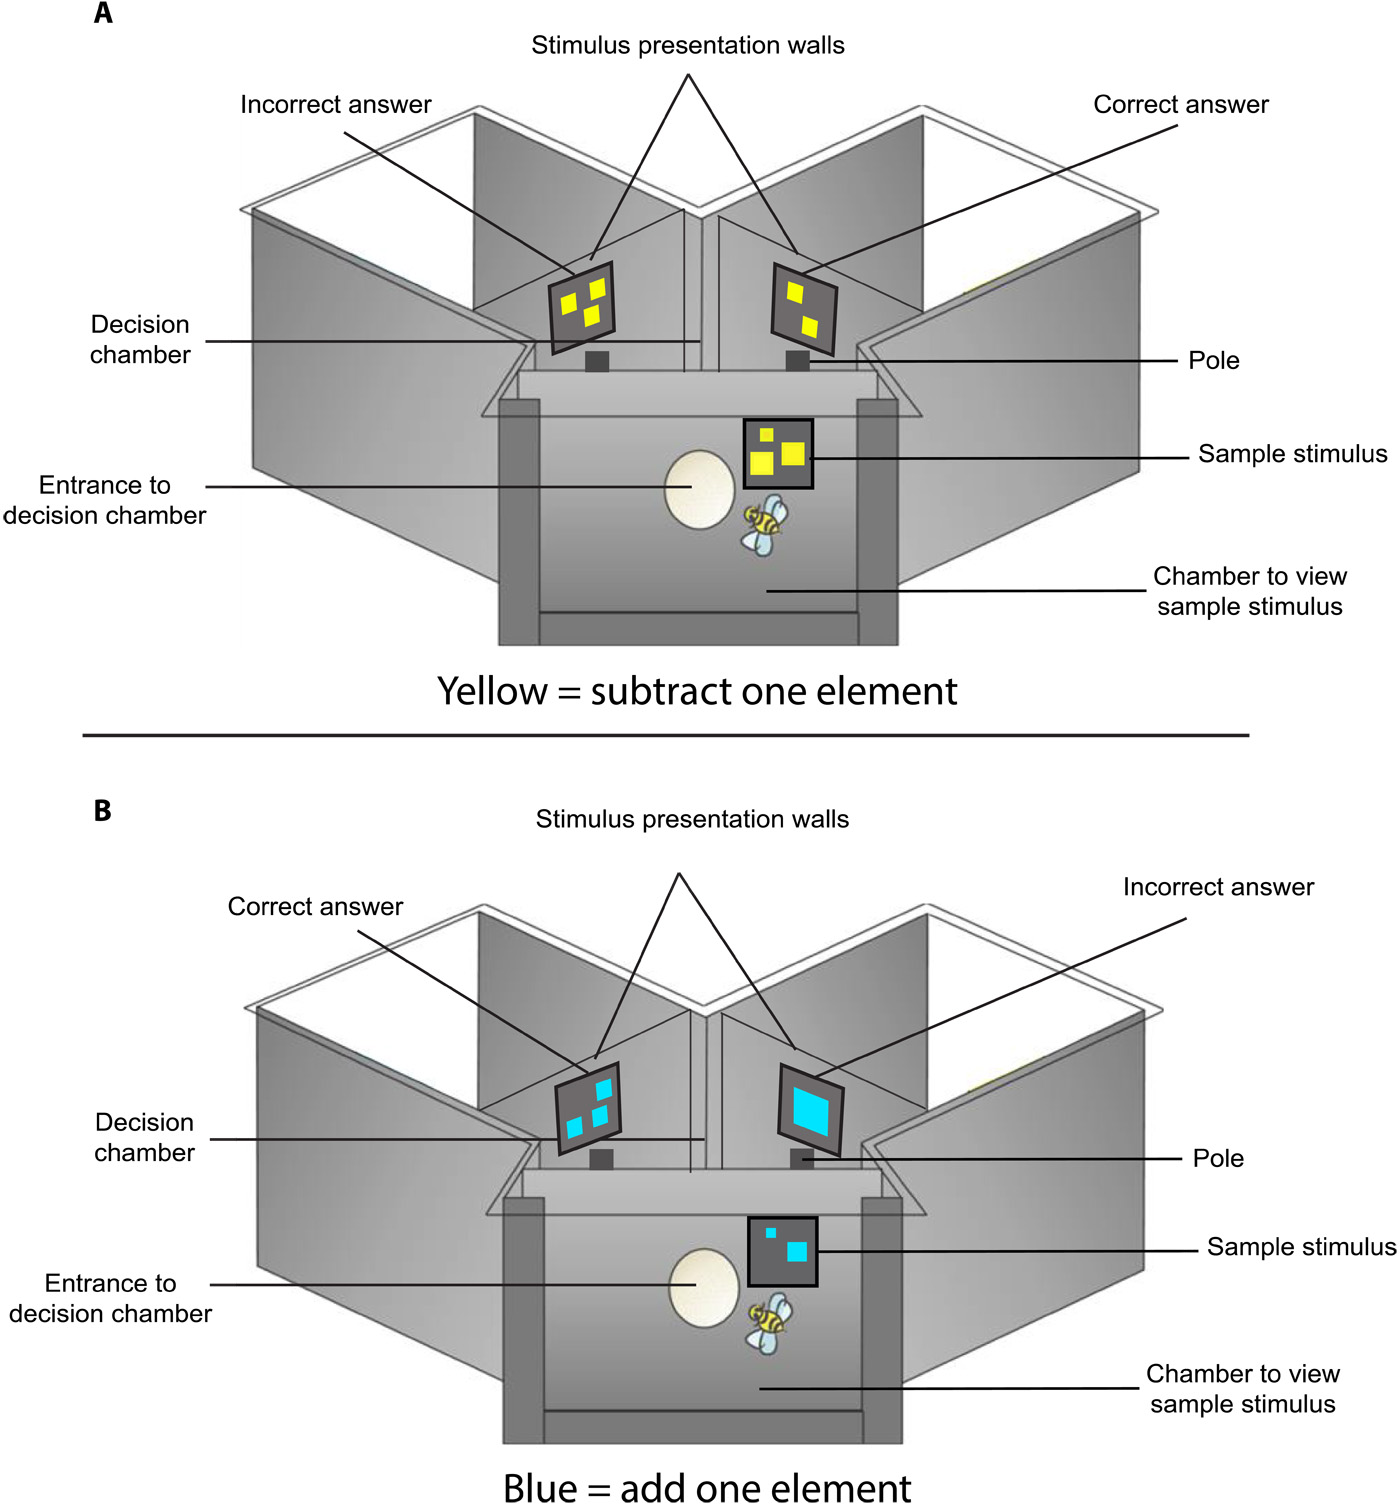 A
Stimulus presentation walls
Incorrect answer
Correct answer
Decision
chamber
Pole
Sample stimulus
Entrance to
decision chamber
Chamber to view
sample stimulus
Yellow = subtract one element
B
Stimulus presentation walls
Incorrect answer
Correct answer
Decision
chamber
Pole
Sample stimulus
Entrance to
decision chamber
Chamber to view
sample stimulus
Blue = add one element